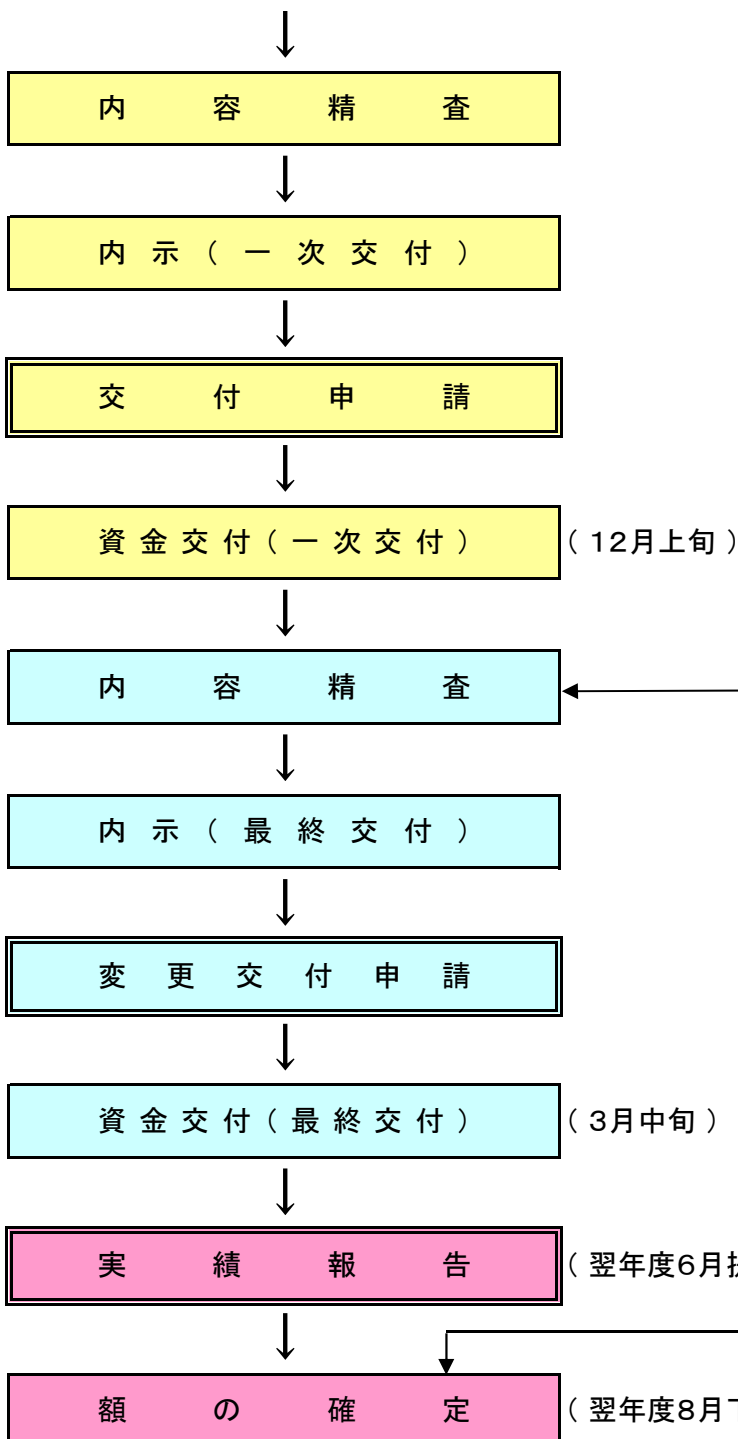 内容精査
内示（一次交付）
交付申請
資金交付（一次交付）（12月上旬）
内容精査
内示（最終交付）
変更交付申請
資金交付（最終交付）（3月中旬）
実績報告（翌年度6月
額の確定（翌年度8月